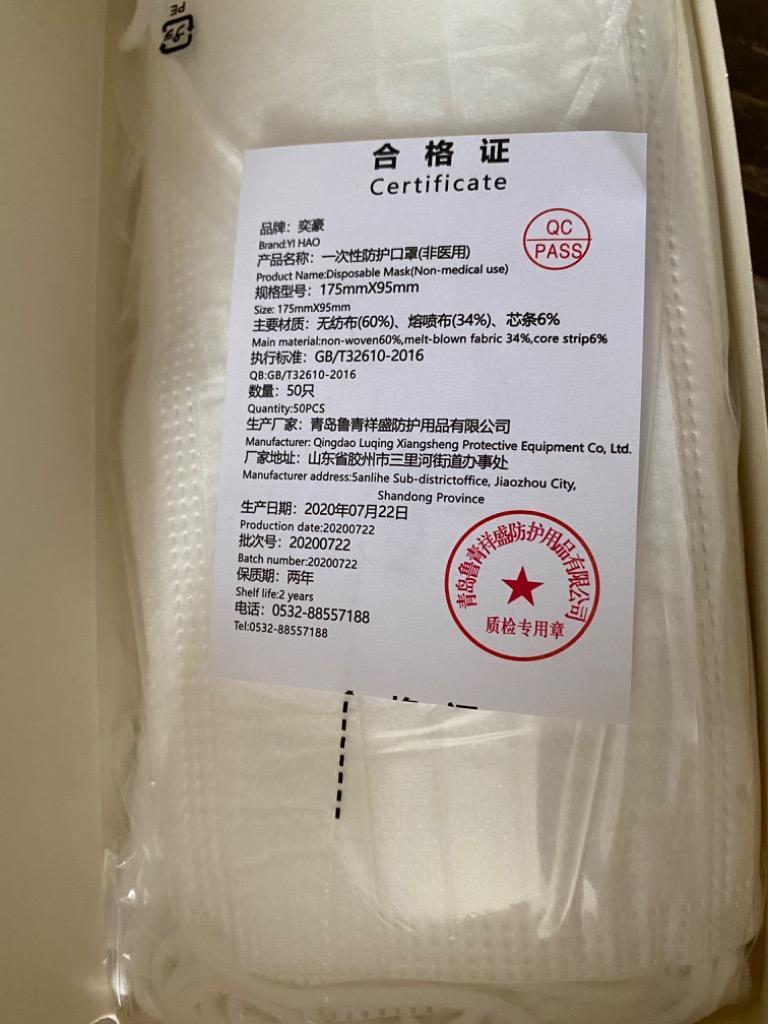 PE
合格证
Certificate
品牌：奕豪
Brand:YI HAO
QC
PASS
产品名称：一次性防护口罩(非医用)
Product Name:Disposable Mask(Non-medical use)
规格型号：175mmX95mm
Size: 175mmX95mm
主要材质：无纺布(60%)、熔喷布(34%)、芯条6%
Main material:non-woven60%,melt-blown fabric 34%,core strip6%
执行标准：GB/T32610-2016
QB:GB/T32610-2016
数量：50只
Quantity:50PCS
生产厂家：青岛鲁青祥盛防护用品有限公司
Manufacturer: Qingdao Luqing Xiangsheng Protective Equipment Co, Ltd.
厂家地址：山东省胶州市三里河街道办事处
Manufacturer address:5anlihe Sub-districtoffice, Jiaozhou City,
Shandong Province
生产日期：2020年07月22日
Production date:20200722
批次号：20200722
Batch number:20200722
保质期：两年
Shelf life:2 years
电话：0532-88557188
Tel:0532-88557188
青岛鲁青祥盛防护用品有限公司
质检专用章